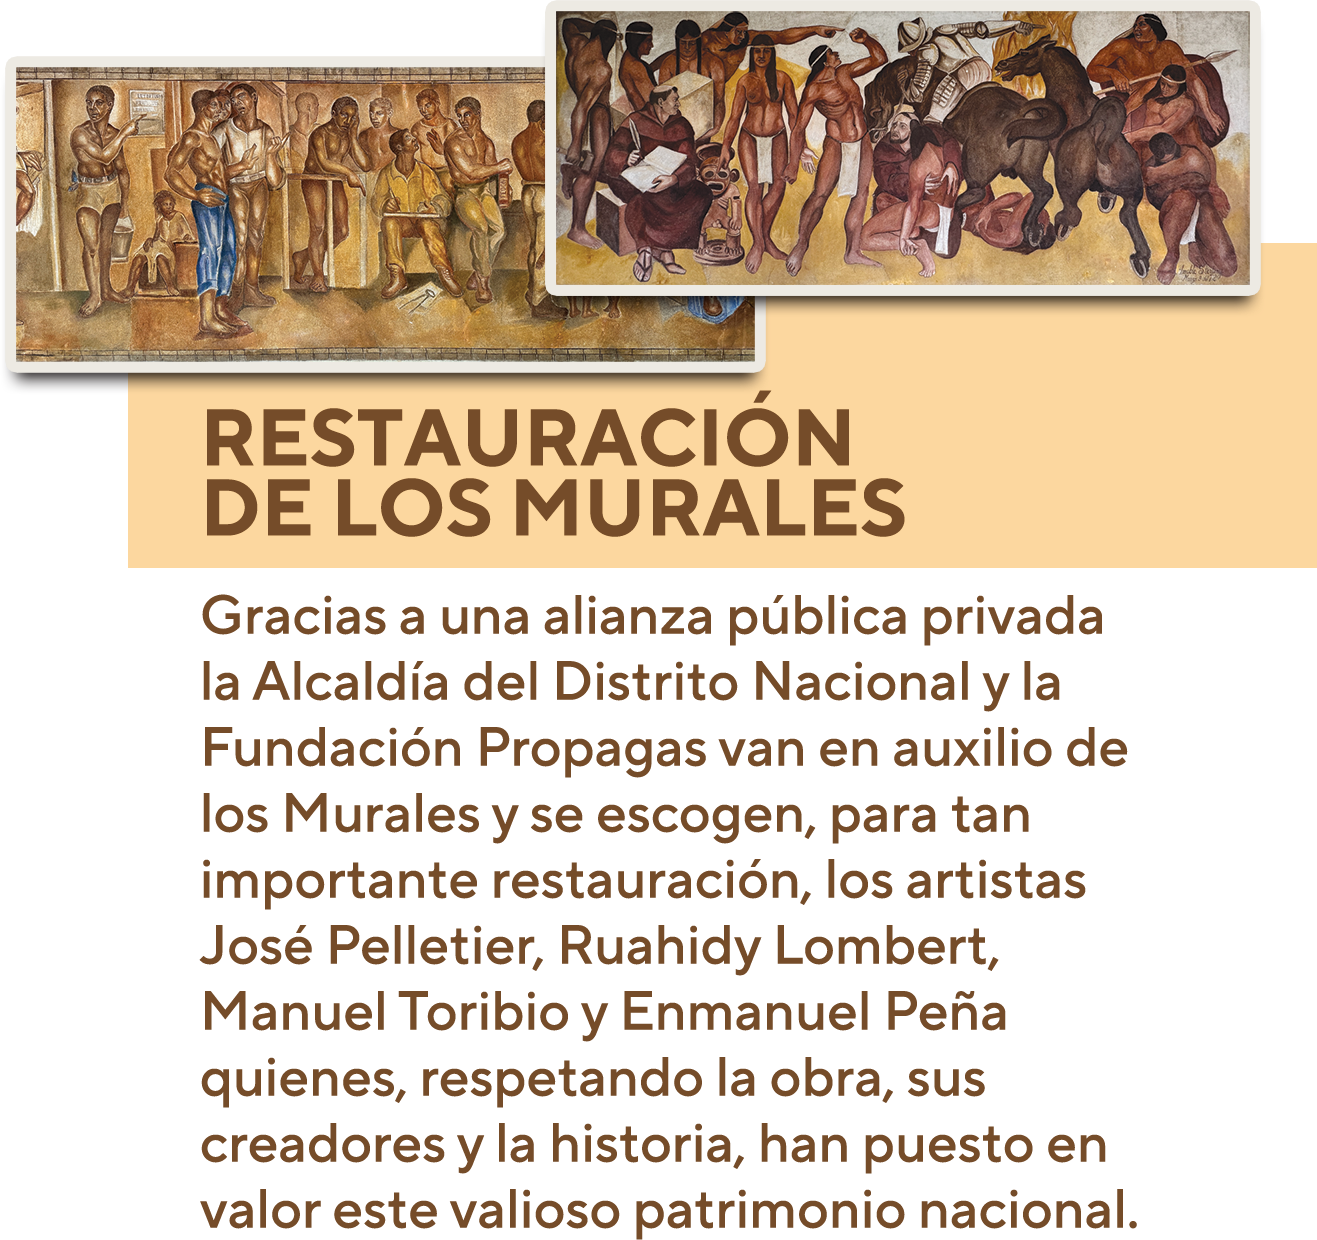 RESTAURACIÓN
DE LOS MURALES
Gracias a una alianza pública privada
la Alcaldía del Distrito Nacional y la
Fundación Propagas van en auxilio de
los Murales y se escogen, para tan
importante restauración, los artistas
José Pelletier, Ruahidy Lombert,
Manuel Toribio y Enmanuel Peña
quienes, respetando la obra, sus
creadores y la historia, han puesto en
valor este valioso patrimonio nacional.